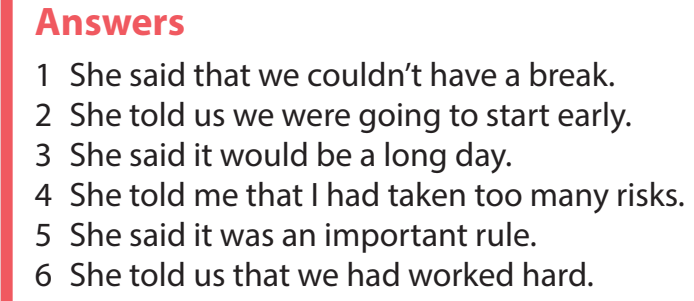 Answers
1 She said that we couldn’t have a break.
2 She told us we were going to start early.
3 She said it would be a long day.
4 She told me that I had taken too many risks.
5 She said it was an important rule.
6 She told us that we had worked hard.